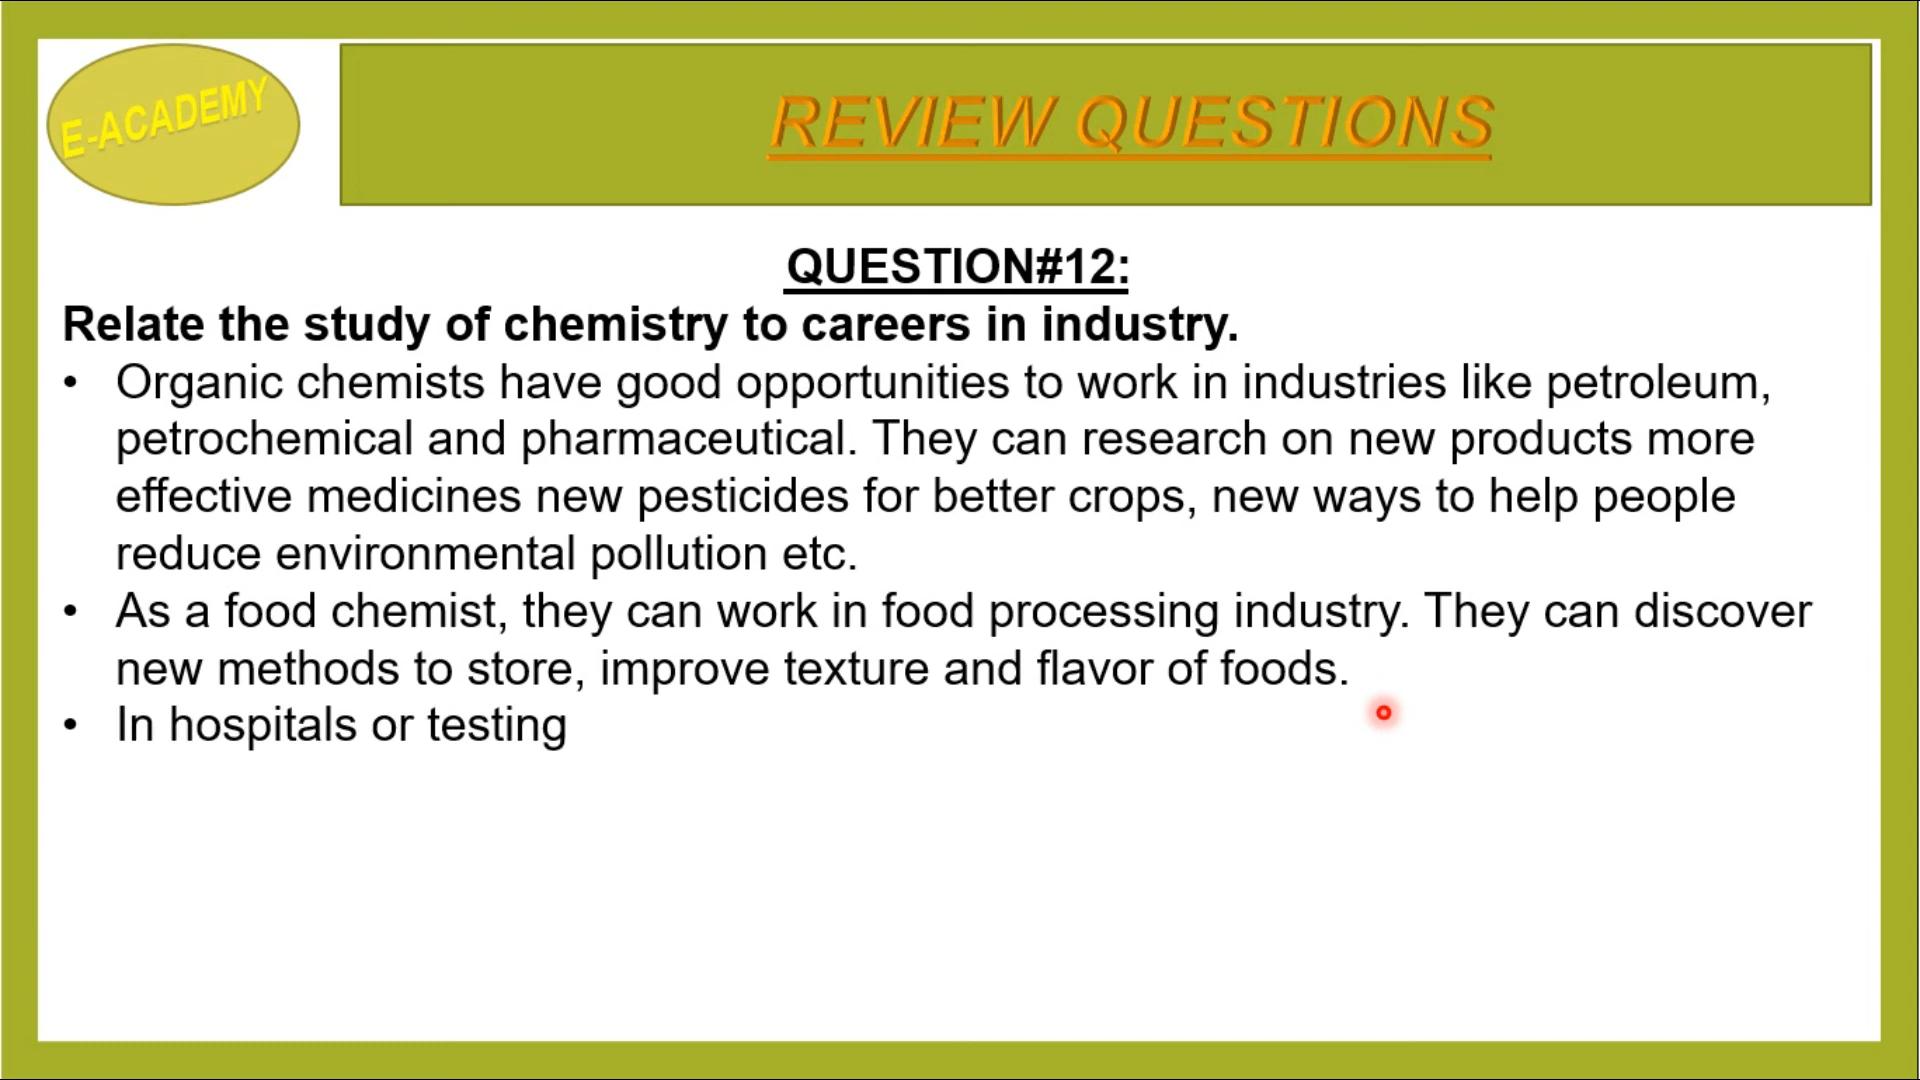 E-ACADEMY
REVIEW QUESTIONS
QUESTION#12:
Relate the study of chemistry to careers in industry.
• Organic chemists have good opportunities to work in industries like petroleum,
petrochemical and pharmaceutical. They can research on new products more
effective medicines new pesticides for better crops, new ways to help people
reduce environmental pollution etc.
• As a food chemist, they can work in food processing industry. They can discover
new methods to store, improve texture and flavor of foods.
• In hospitals or testing